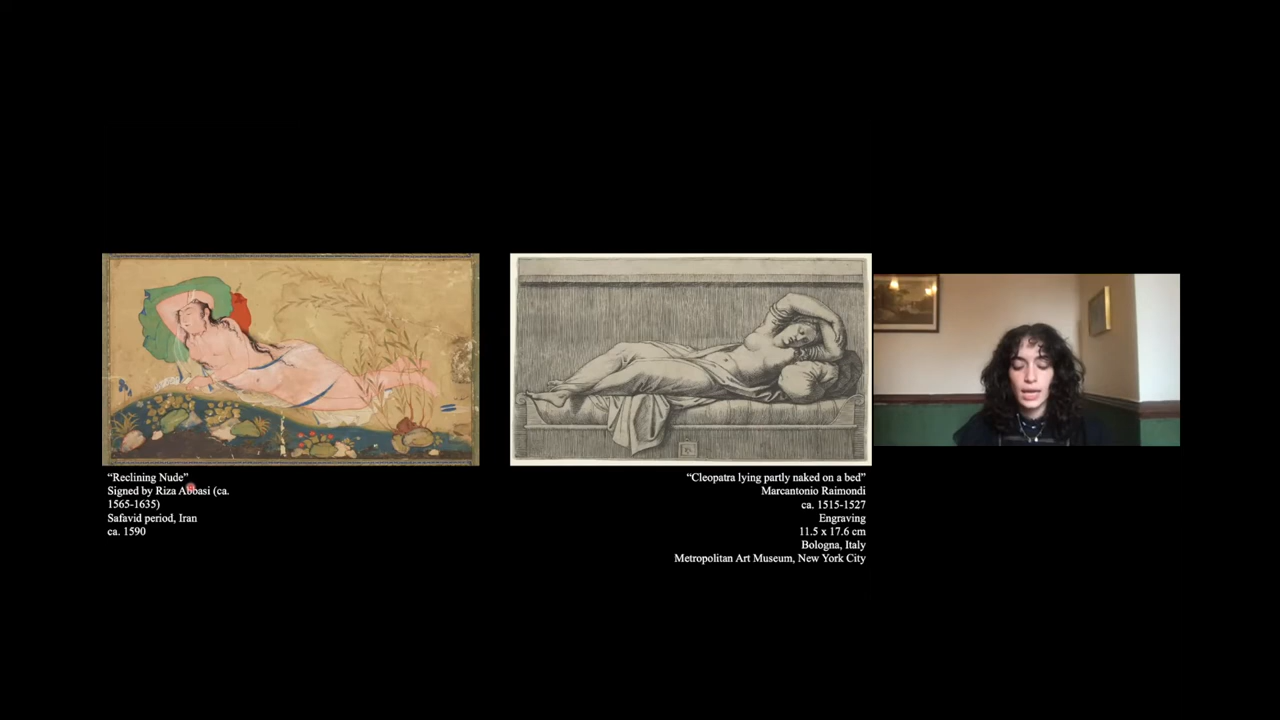 “Reclining Nude”
Signed by Riza Abbasi (ca.
1565-1635)
Safavid period, Iran
ca. 1590
“Cleopatra lying partly naked on a bed”
Marcantonio Raimondi
ca. 1515-1527
Engraving
11.5 x 17.6 cm
Bologna, Italy
Metropolitan Art Museum, New York City